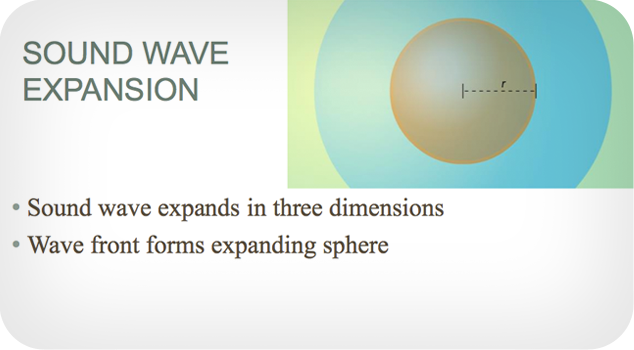 SOUND WAVE
EXPANSION
r
• Sound wave expands in three dimensions
• Wave front forms expanding sphere